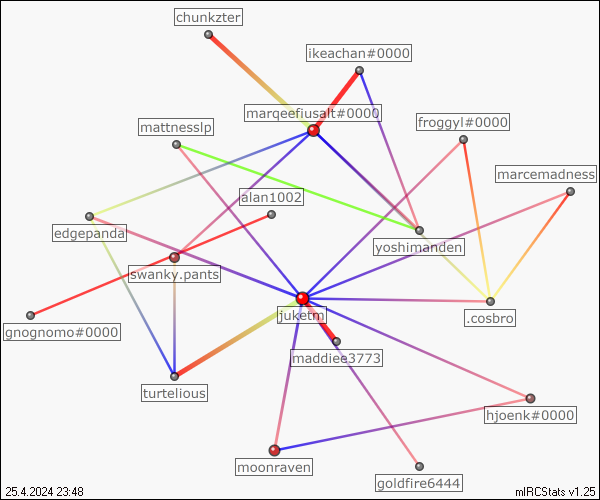 chunkzter
ikeachan#0000
marqeefiusalt#0000
froggyl#0000
mattnesslp
marcemadness
alan1002
edgepanda
yoshimanden
swanky.pants
juketm
.cosbro
gnognomo#0000
maddiee3773
turtelious
hjoenk#0000
moonraven
goldfire6444
25.4.2024 23:48
mIRCStats v1.25